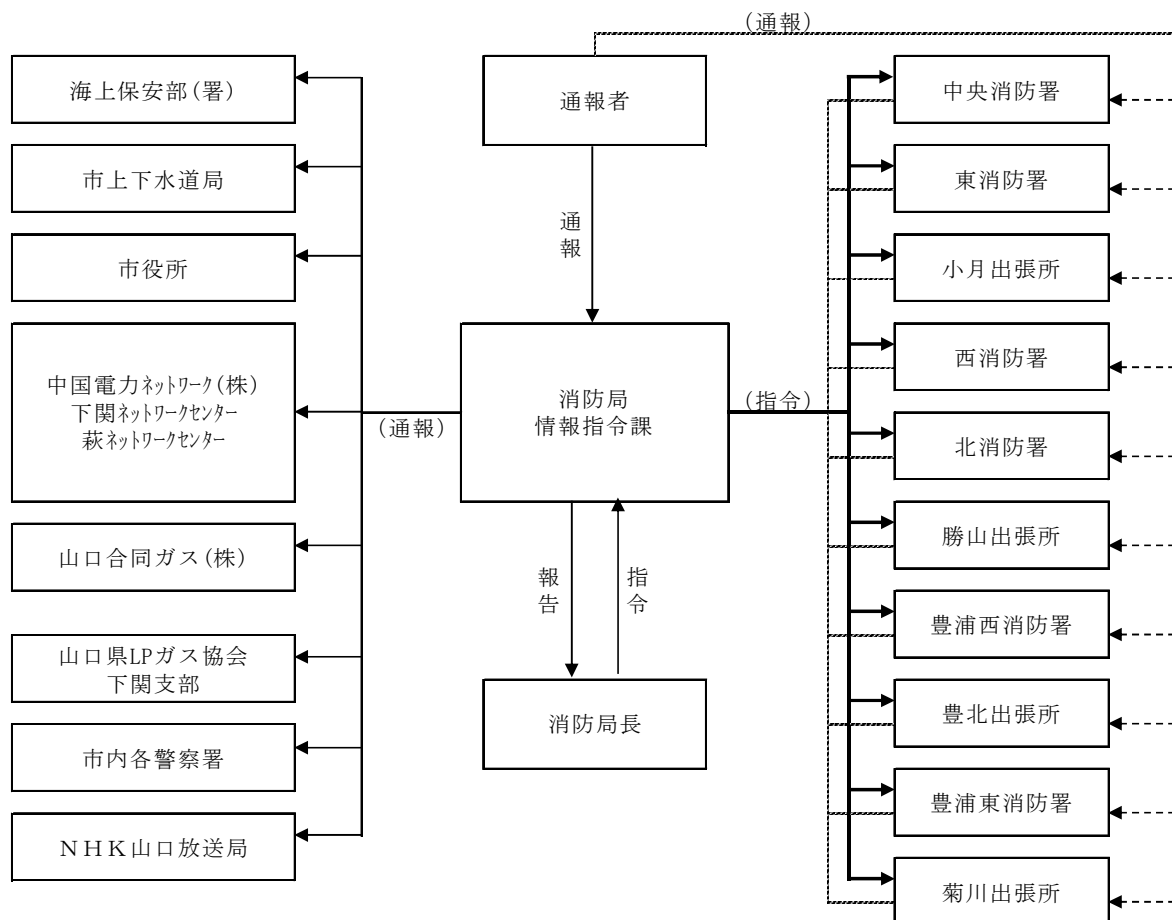 (通報)
海上保安部(署)
市上下水道局
市役所
中国電力ネットワーク(株)
下関ネットワークセンター
萩ネットワークセンター
山口合同ガス(株)
山口県LPガス協会
下関支部
市内各警察署
NHK山口放送局
(通報)
通報者
通報
消防局
情報指令課
報告
指令
消防局長
(指令)
中央消防署
東消防署
小月出張所
西消防署
北消防署
勝山出張所
豊浦西消防署
豊北出張所
豊浦東消防署
菊川出張所